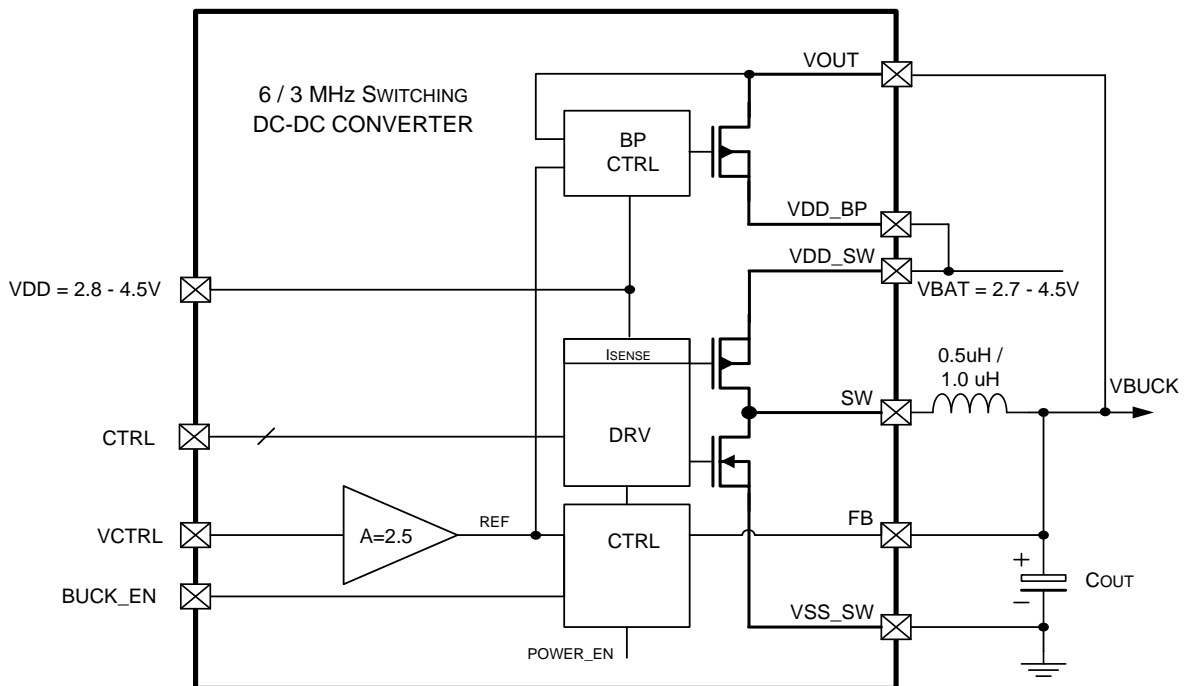 6 / 3 MHz SWITCHING
DC-DC CONVERTER
VOUT
BP
CTRL
VDD_BP
VDD_SW
VDD = 2.8 - 4.5V
VBAT = 2.7 - 4.5V
ISENSE
0.5uH /
1.0 uH
VBUCK
SW
CTRL
DRV
VCTRL
A=2.5
REF
CTRL
FB
BUCK_EN
+
−
COUT
VSS_SW
POWER_EN